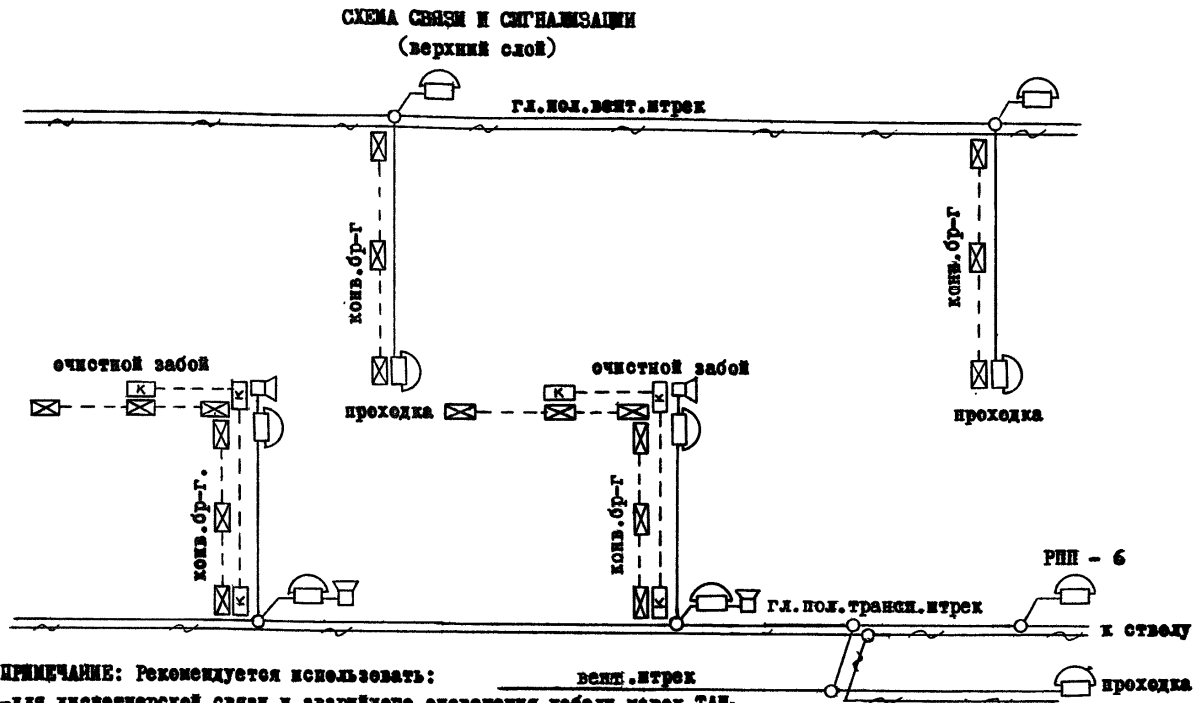 СХЕМА СВЯЗИ И СИГНАЛИЗАЦИИ
(верхний слой)
гл.пол.вент.штрек
конв.бр-г
конв.бр-г
очистной забой
очистной забой
К
К
К
К
проходка
проходка
конв.бр-г.
конв.бр-г
РПП - 6
К
К
гл.пол.трансп.штрек
к стволу
ПРИМЕЧАНИЕ: Рекомендуется использовать:
вент.штрек
проходка